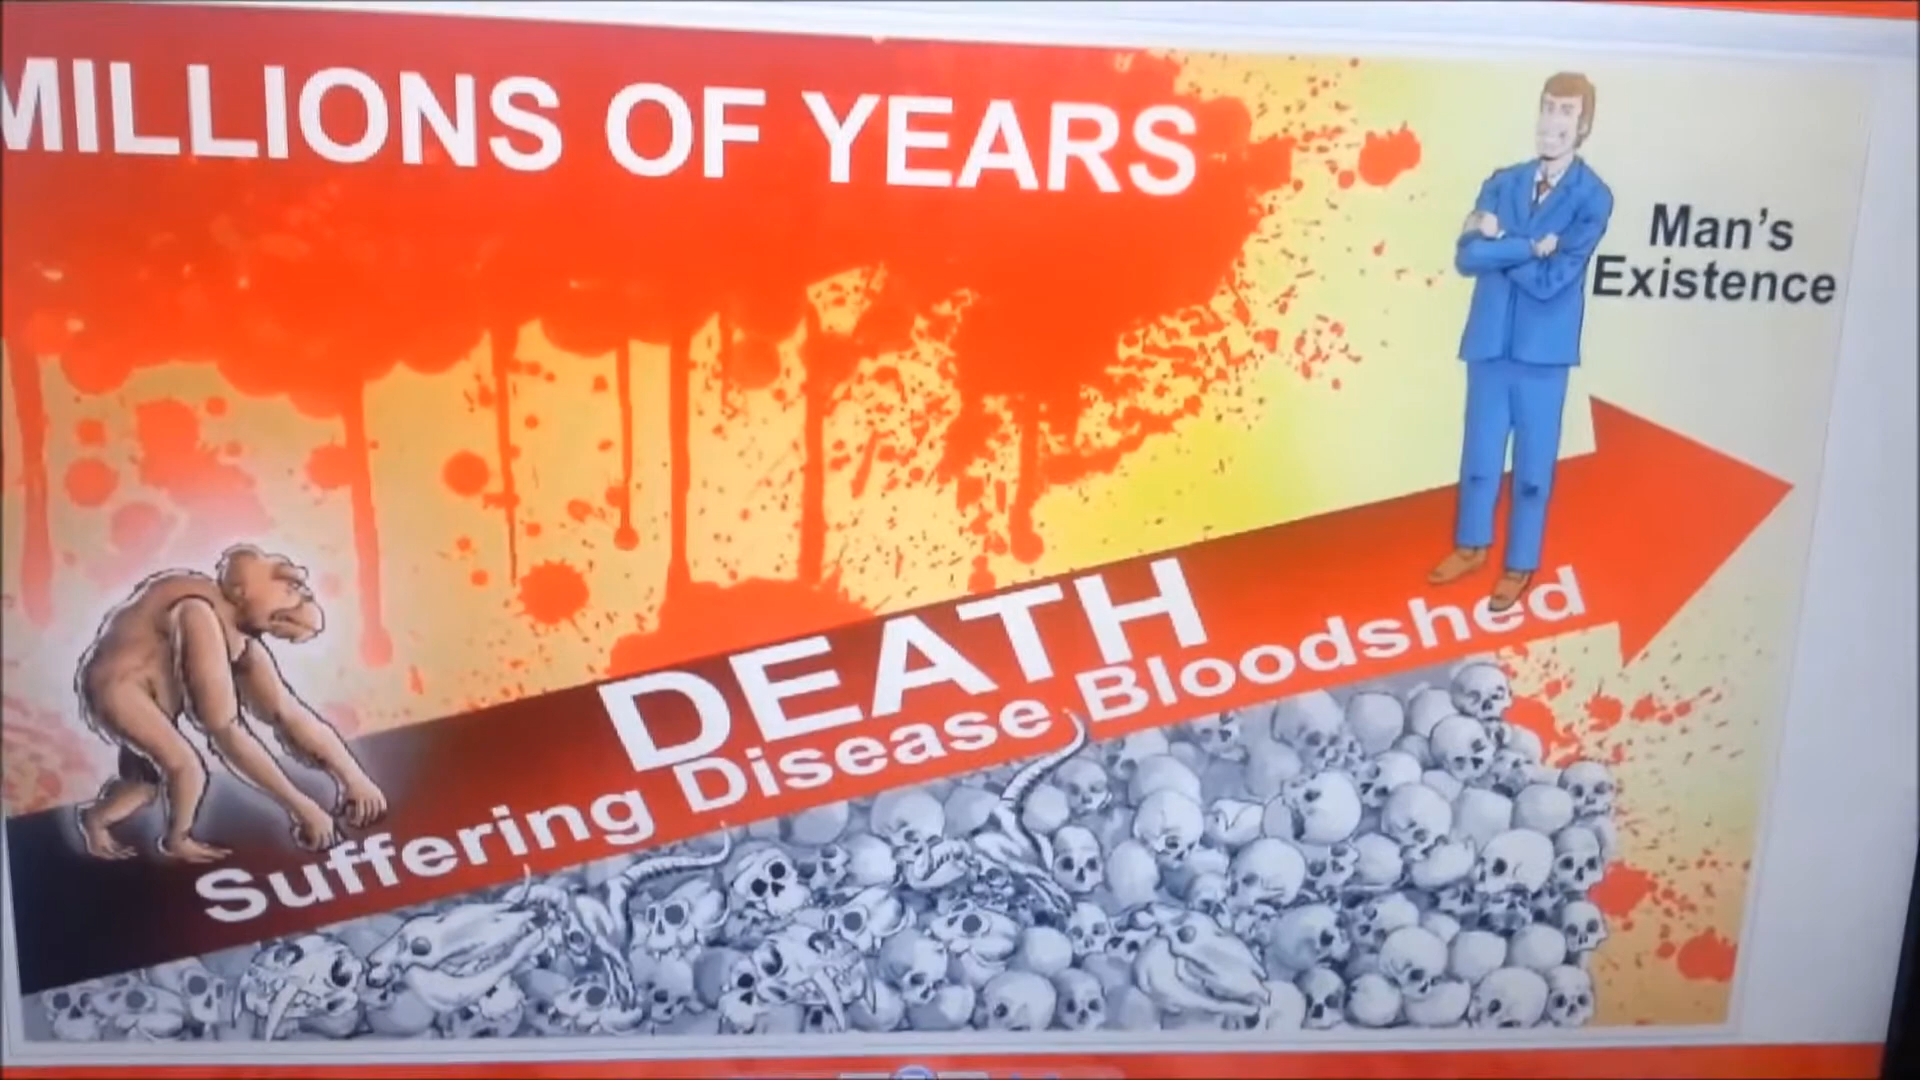 MILLIONS OF YEARS
Man's
Existence
DEATH
Suffering Disease Bloodshed